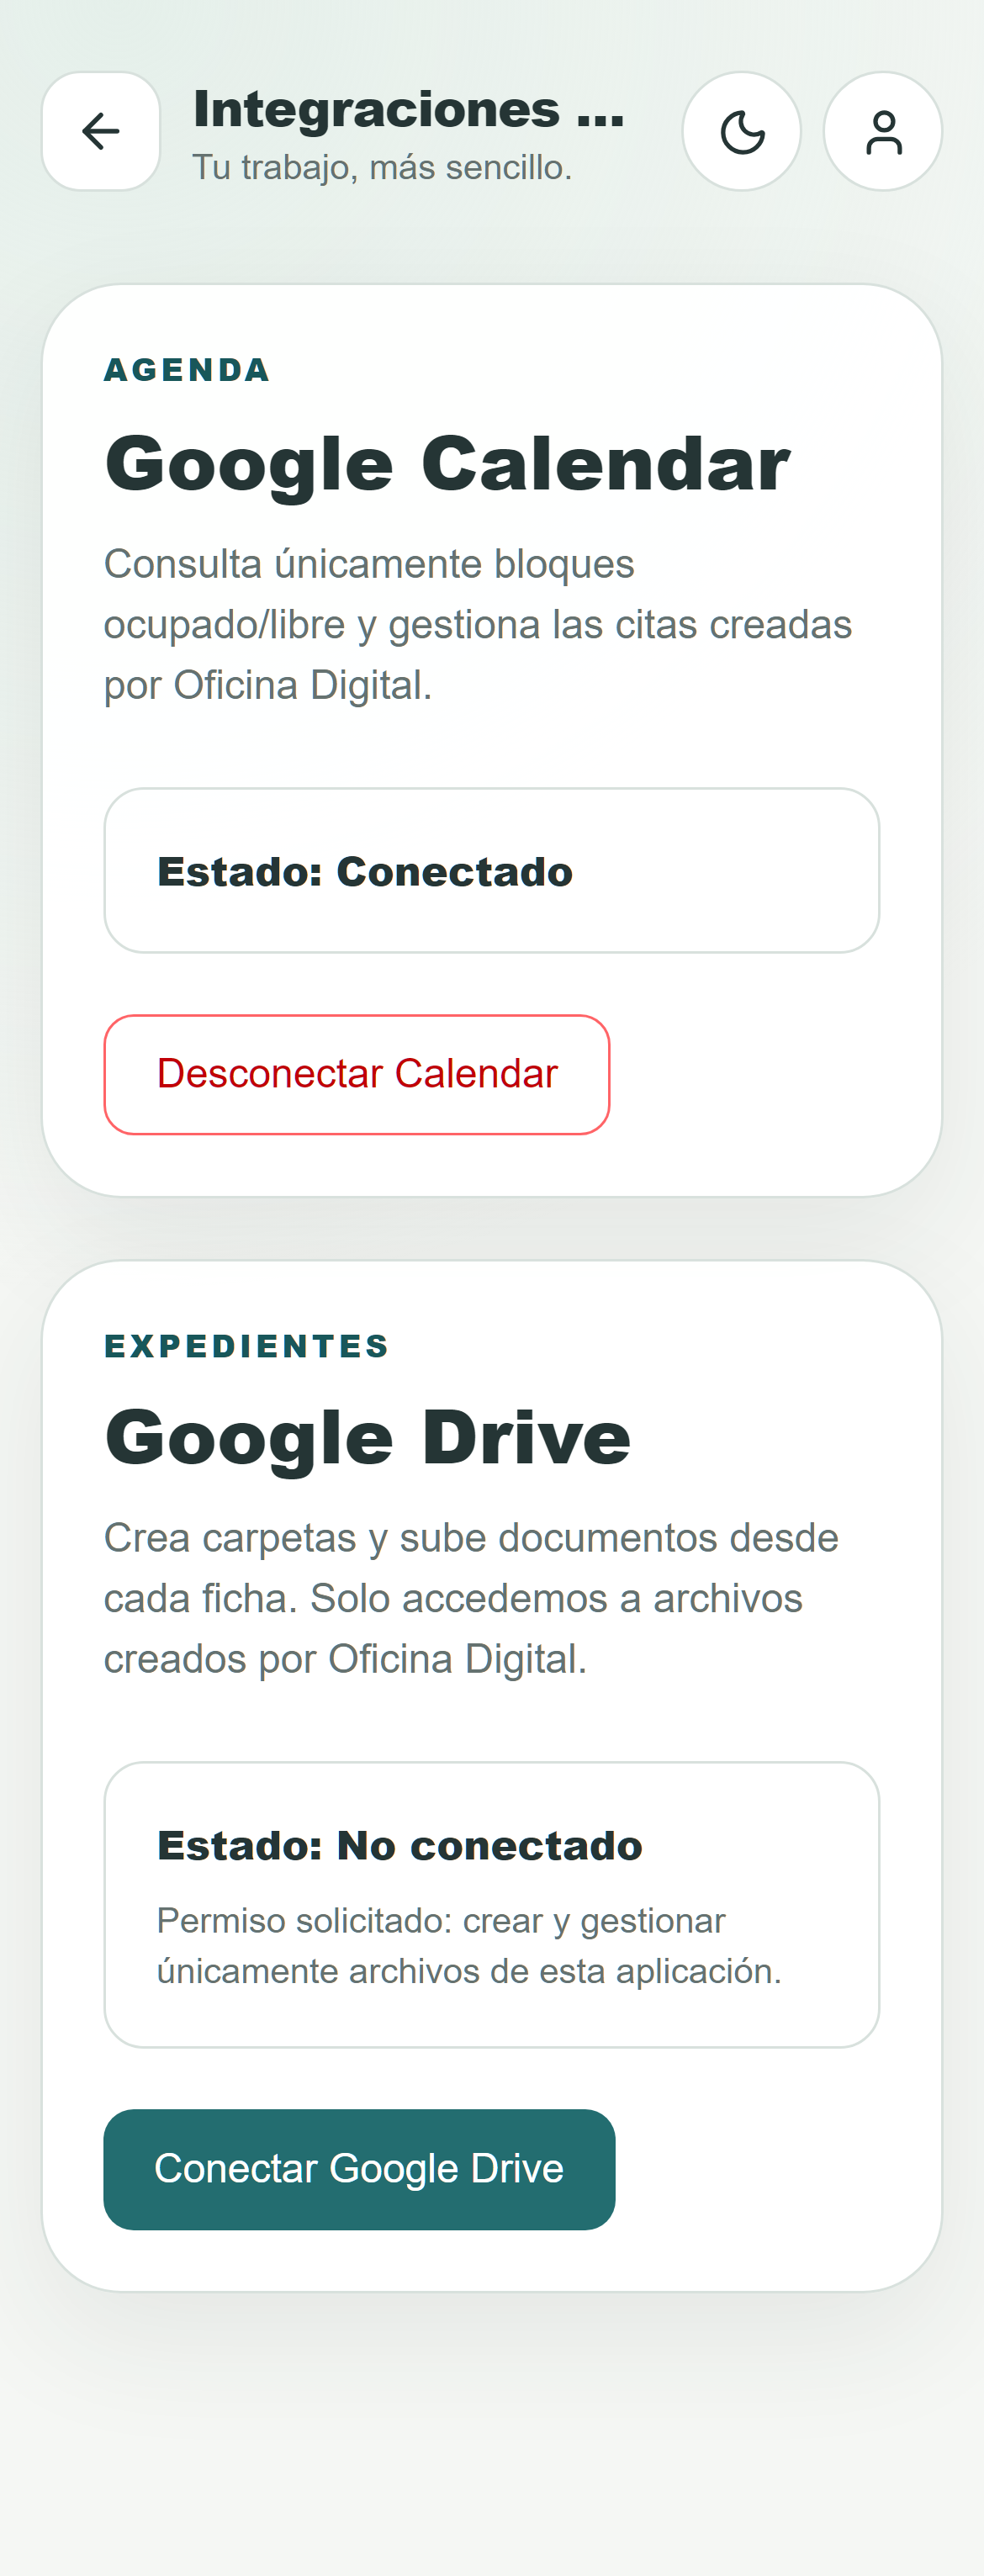 Integraciones ...
Tu trabajo, más sencillo.
AGENDA
Google Calendar
Consulta únicamente bloques
ocupado/libre y gestiona las citas creadas
por Oficina Digital.
Estado: Conectado
Desconectar Calendar
EXPEDIENTES
Google Drive
Crea carpetas y sube documentos desde
cada ficha. Solo accedemos a archivos
creados por Oficina Digital.
Estado: No conectado
Permiso solicitado: crear y gestionar
únicamente archivos de esta aplicación.
Conectar Google Drive